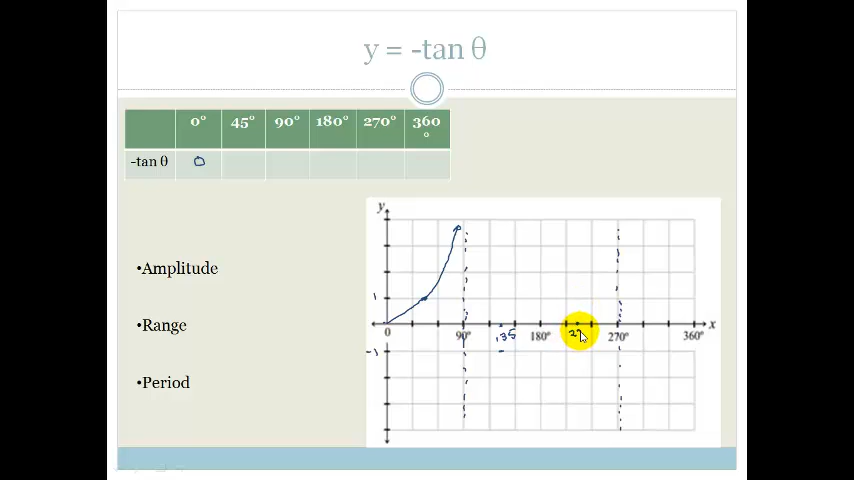 y = -tan θ
0° 45° 90° 180° 270° 360°
-tan θ 0
•Amplitude
•Range
•Period
y
1
0 90° 135 180° 270° 360° x
-1